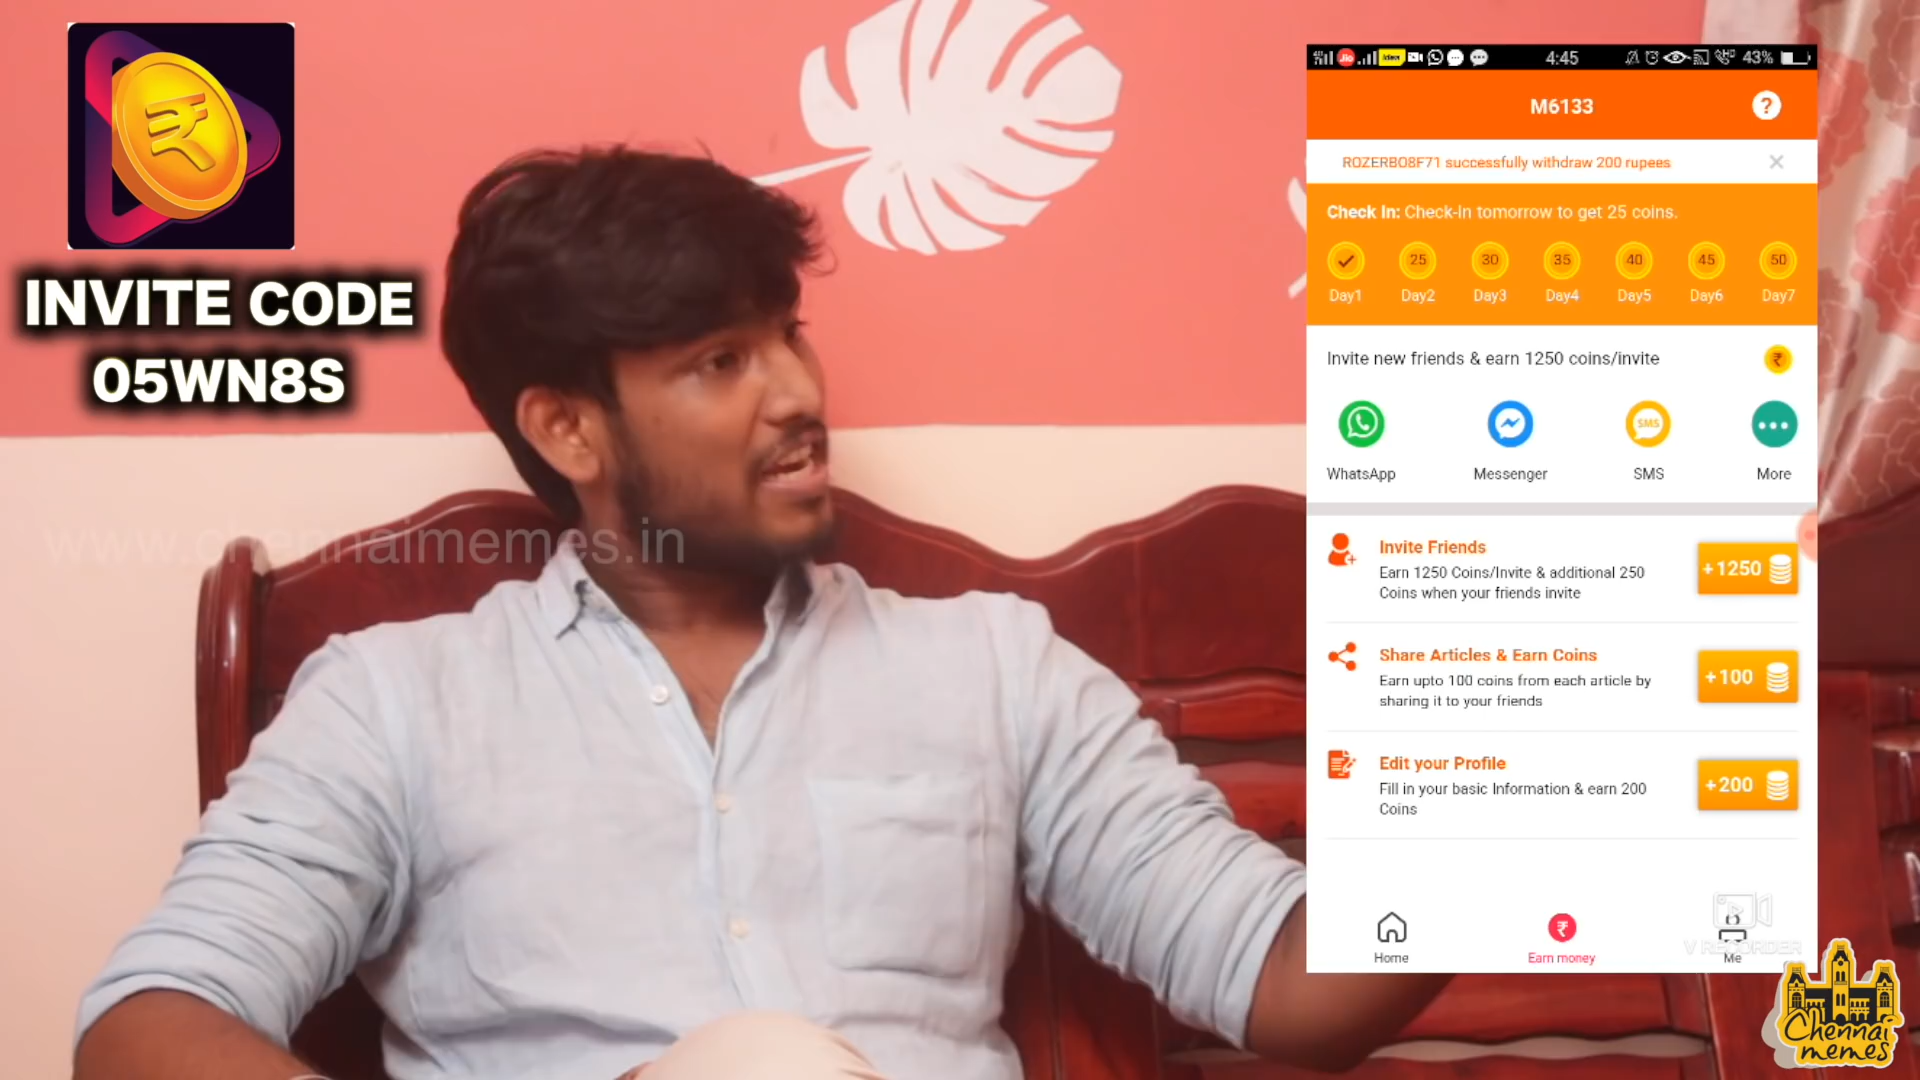 INVITE CODE
05WN8S
www.chennaimemes.in
4:45
43%
M6133
?
ROZERBO8F71 successfully withdraw 200 rupees
Check In: Check-In tomorrow to get 25 coins.
25 30 35 40 45 50
Day1 Day2 Day3 Day4 Day5 Day6 Day7
Invite new friends & earn 1250 coins/invite
₹
SMS
WhatsApp Messenger SMS More
Invite Friends
Earn 1250 Coins/Invite & additional 250
Coins when your friends invite
+1250
Share Articles & Earn Coins
Earn upto 100 coins from each article by
sharing it to your friends
+100
Edit your Profile
Fill in your basic Information & earn 200
Coins
+200
V RECORDER
Home Earn money Me
Chennai
memes